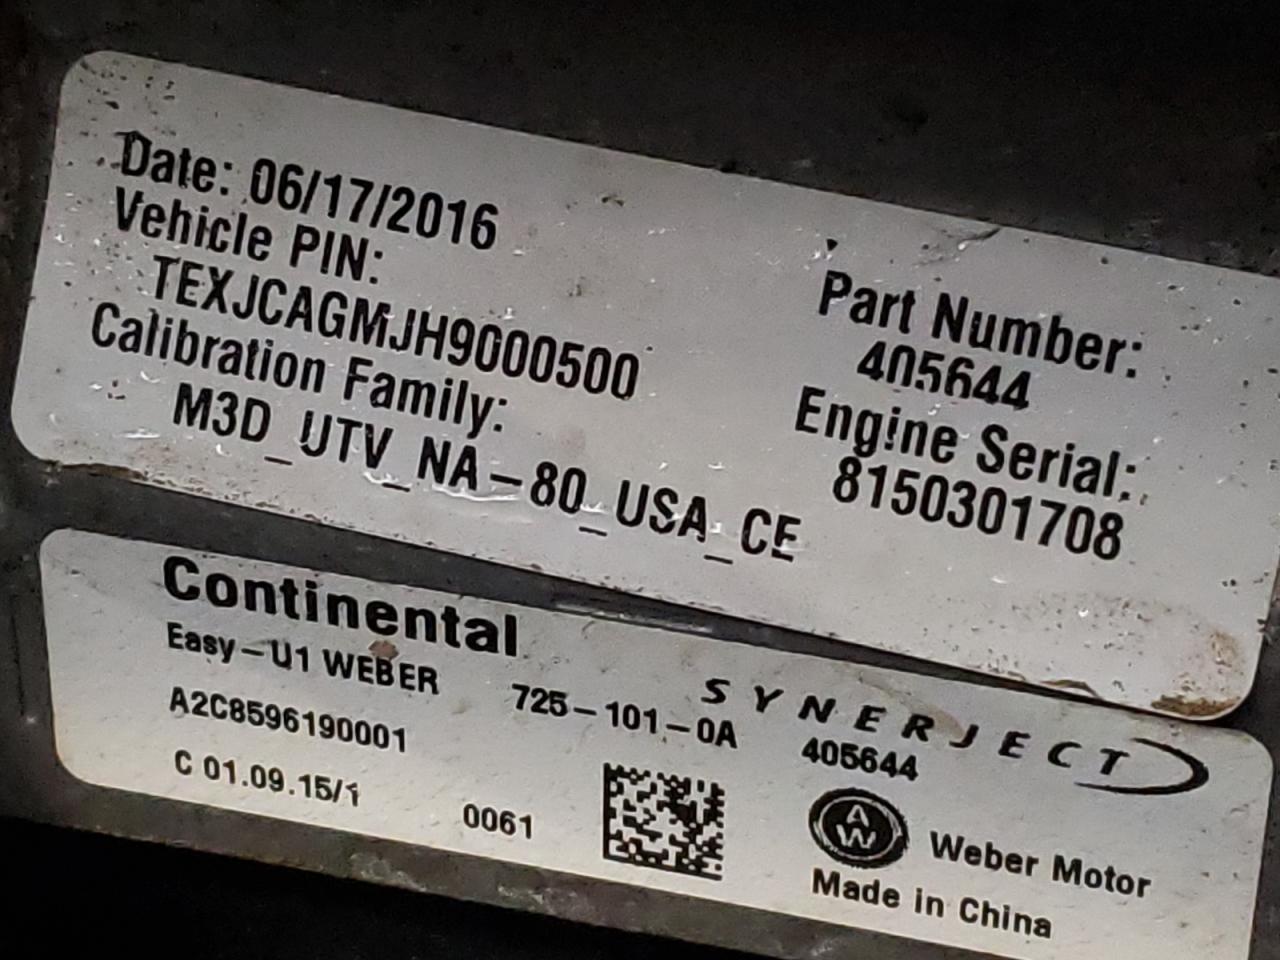 Date: 06/17/2016
Vehicle PIN:
TEXJCAGMJH9000500
Calibration Family:
M3D_UTV_NA-80_USA_CE
Part Number:
405644
Engine Serial:
8150301708
Continental
Easy-U1 WEBER
725-101-0A
SYNERJECT
405644
A2C8596190001
C 01.09.15/1
0061
AW
Weber Motor
Made in China